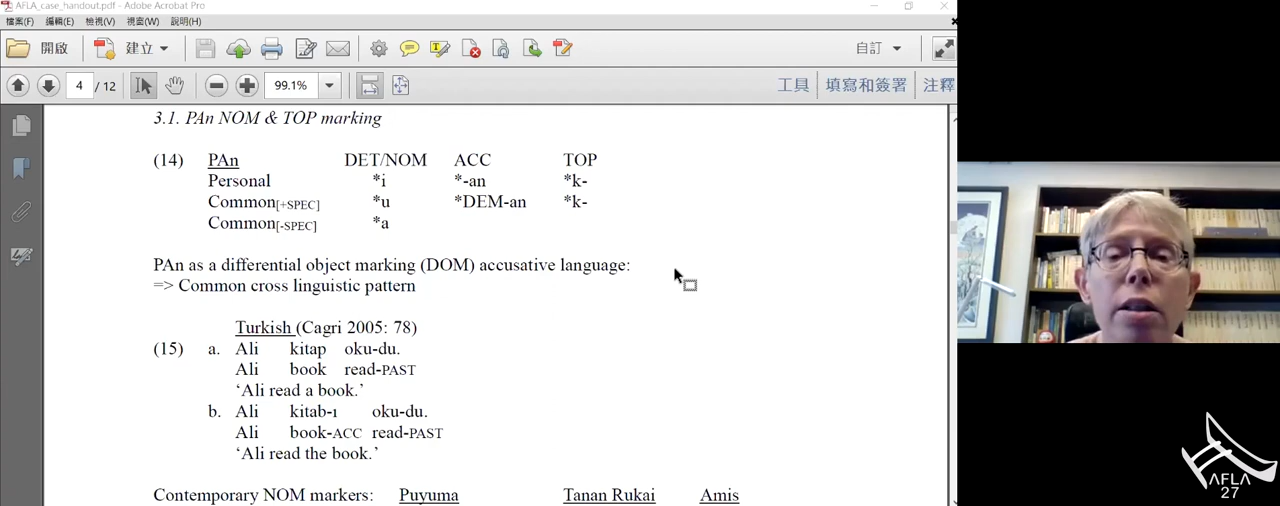 AFLA_case_handout.pdf - Adobe Acrobat Pro
檔案(F) 編輯(E) 檢視(V) 視窗(W) 說明(H)
開啟 建立 自訂
4 / 12 99.1% 工具 填寫和簽署 注釋
3.1. PAn NOM & TOP marking
(14) PAn DET/NOM ACC TOP
Personal *i *-an *k-
Common[+SPEC] *u *DEM-an *k-
Common[-SPEC] *a
PAn as a differential object marking (DOM) accusative language:
=> Common cross linguistic pattern
Turkish (Cagri 2005: 78)
(15) a. Ali kitap oku-du.
Ali book read-PAST
‘Ali read a book.’
b. Ali kitab-ı oku-du.
Ali book-ACC read-PAST
‘Ali read the book.’
Contemporary NOM markers: Puyuma Tanan Rukai Amis
AFLA
27